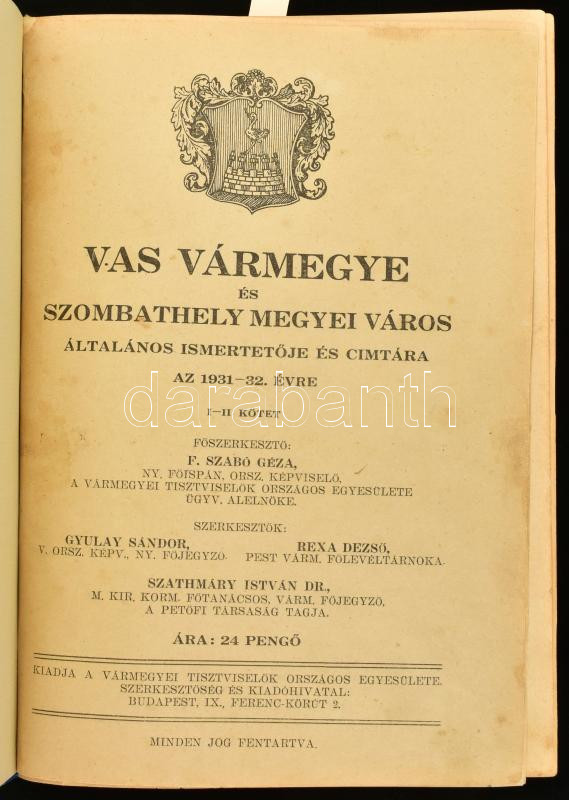 VAS VÁRMEGYE
ÉS
SZOMBATHELY MEGYEI VÁROS
ÁLTALÁNOS ISMERTETŐJE ÉS CIMTÁRA
AZ 1931–32. ÉVRE
I–II KÖTET
darabanth
FŐSZERKESZTŐ:
F. SZABÓ GÉZA,
NY. FŐISPÁN, ORSZ. KÉPVISELŐ,
A VÁRMEGYEI TISZTVISELŐK ORSZÁGOS EGYESÜLETE
ÜGYV. ALELNÖKE.
SZERKESZTŐK:
GYULAY SÁNDOR,
V. ORSZ. KÉPV., NY. FŐJEGYZŐ.
REXA DEZSŐ,
PEST VÁRM. FŐLEVÉLTÁRNOKA.
SZATHMÁRY ISTVÁN DR.,
M. KIR. KORM. FŐTANÁCSOS, VÁRM. FŐJEGYZŐ,
A PETŐFI TÁRSASÁG TAGJA.
ÁRA: 24 PENGŐ
KIADJA A VÁRMEGYEI TISZTVISELŐK ORSZÁGOS EGYESÜLETE.
SZERKESZTŐSÉG ÉS KIADÓHIVATAL:
BUDAPEST, IX., FERENC-KÖRÚT 2.
MINDEN JOG FENTARTVA.